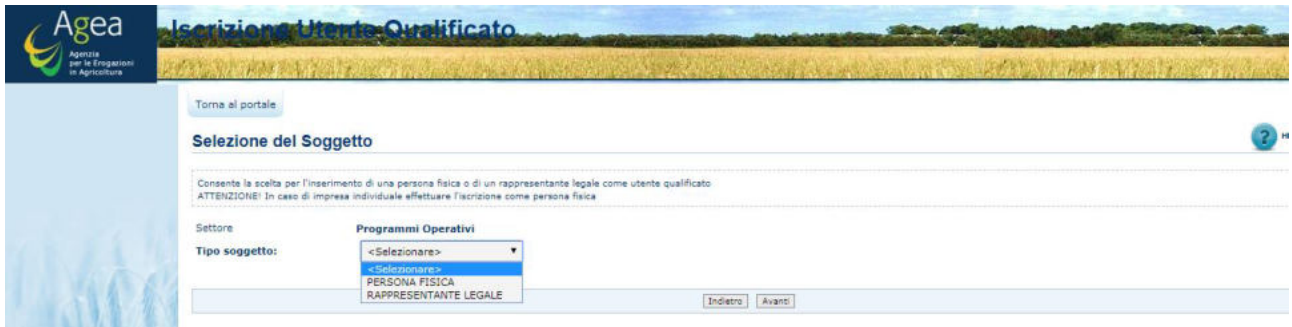 Agea
Agenzia
per le Erogazioni
in Agricoltura
Iscrizione Utente Qualificato
Torna al portale
Selezione del Soggetto
?
Consente la scelta per l'inserimento di una persona fisica o di un rappresentante legale come utente qualificato
ATTENZIONE! In caso di impresa individuale effettuare l'iscrizione come persona fisica
Settore Programmi Operativi
Tipo soggetto: <Selezionare>
<Selezionare>
PERSONA FISICA
RAPPRESENTANTE LEGALE
Indietro Avanti